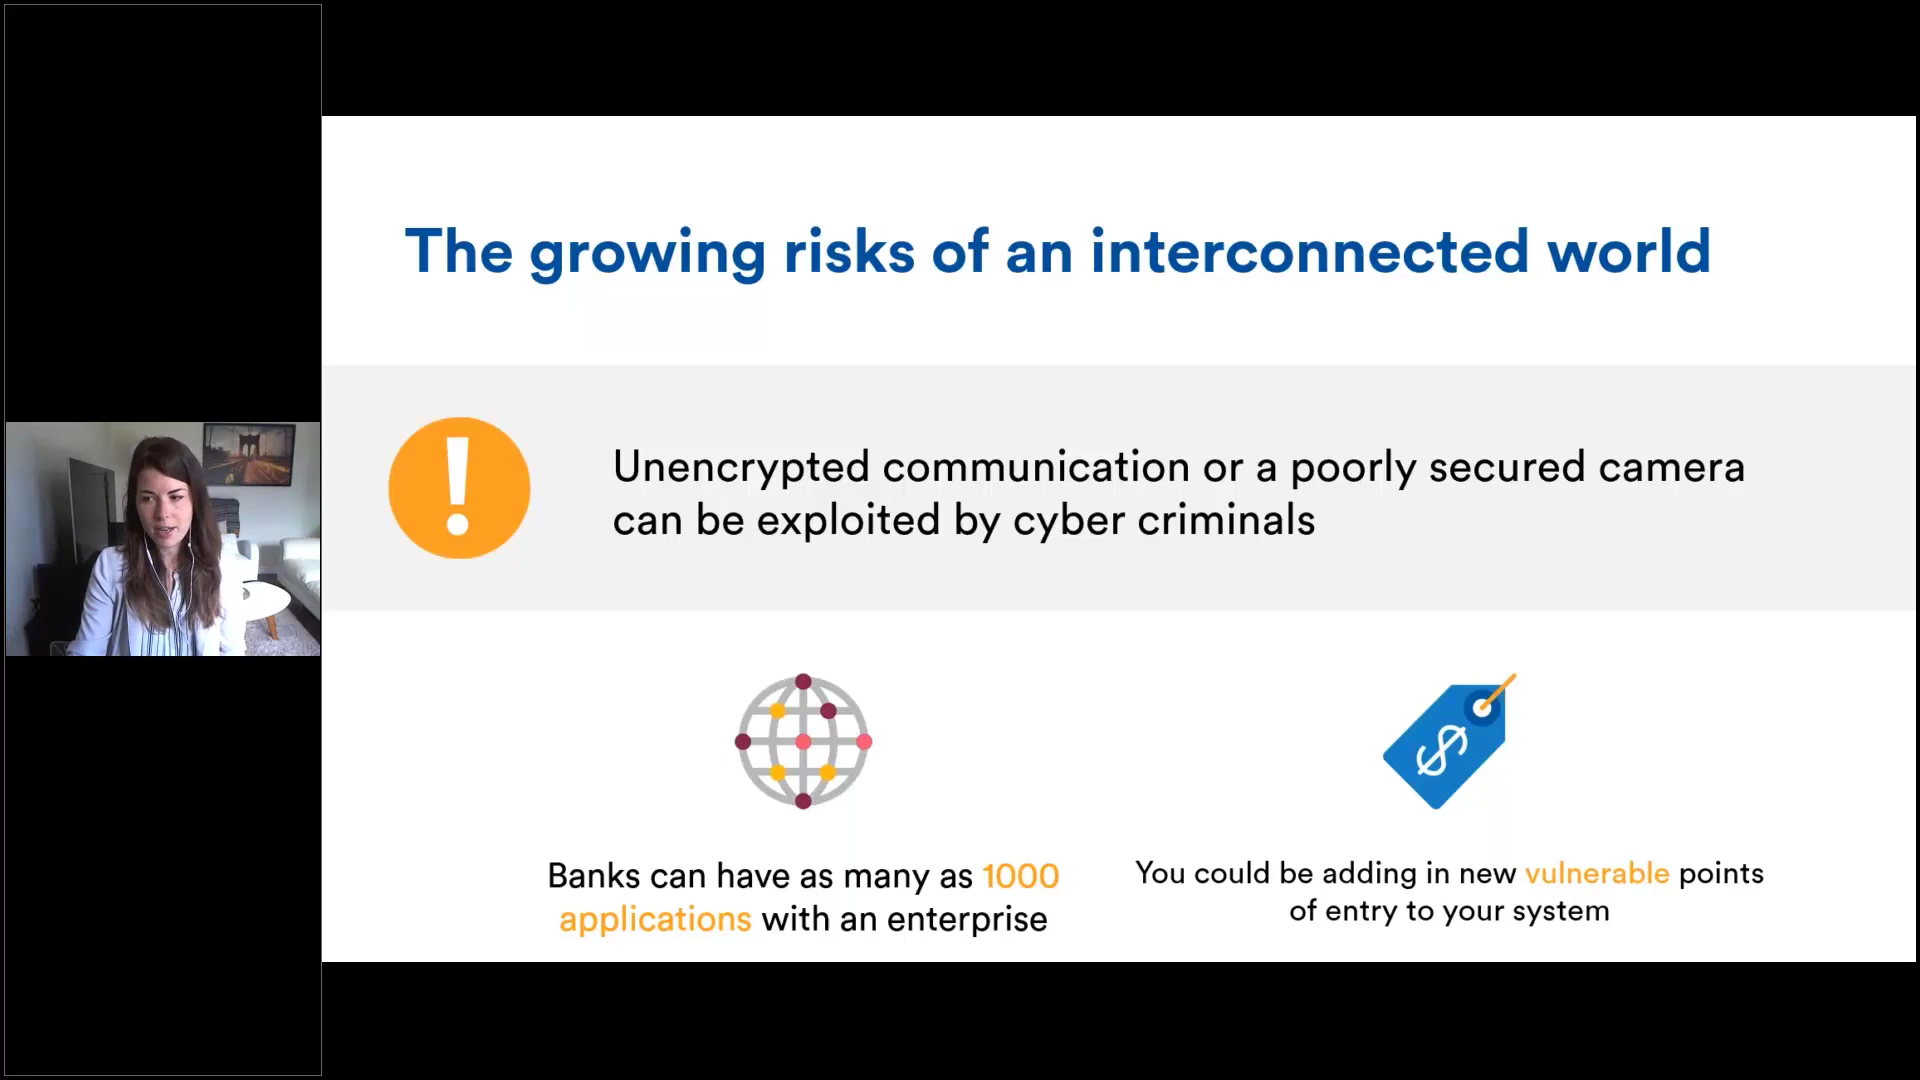 The growing risks of an interconnected world
!
Unencrypted communication or a poorly secured camera
can be exploited by cyber criminals
$
Banks can have as many as 1000
applications with an enterprise
You could be adding in new vulnerable points
of entry to your system